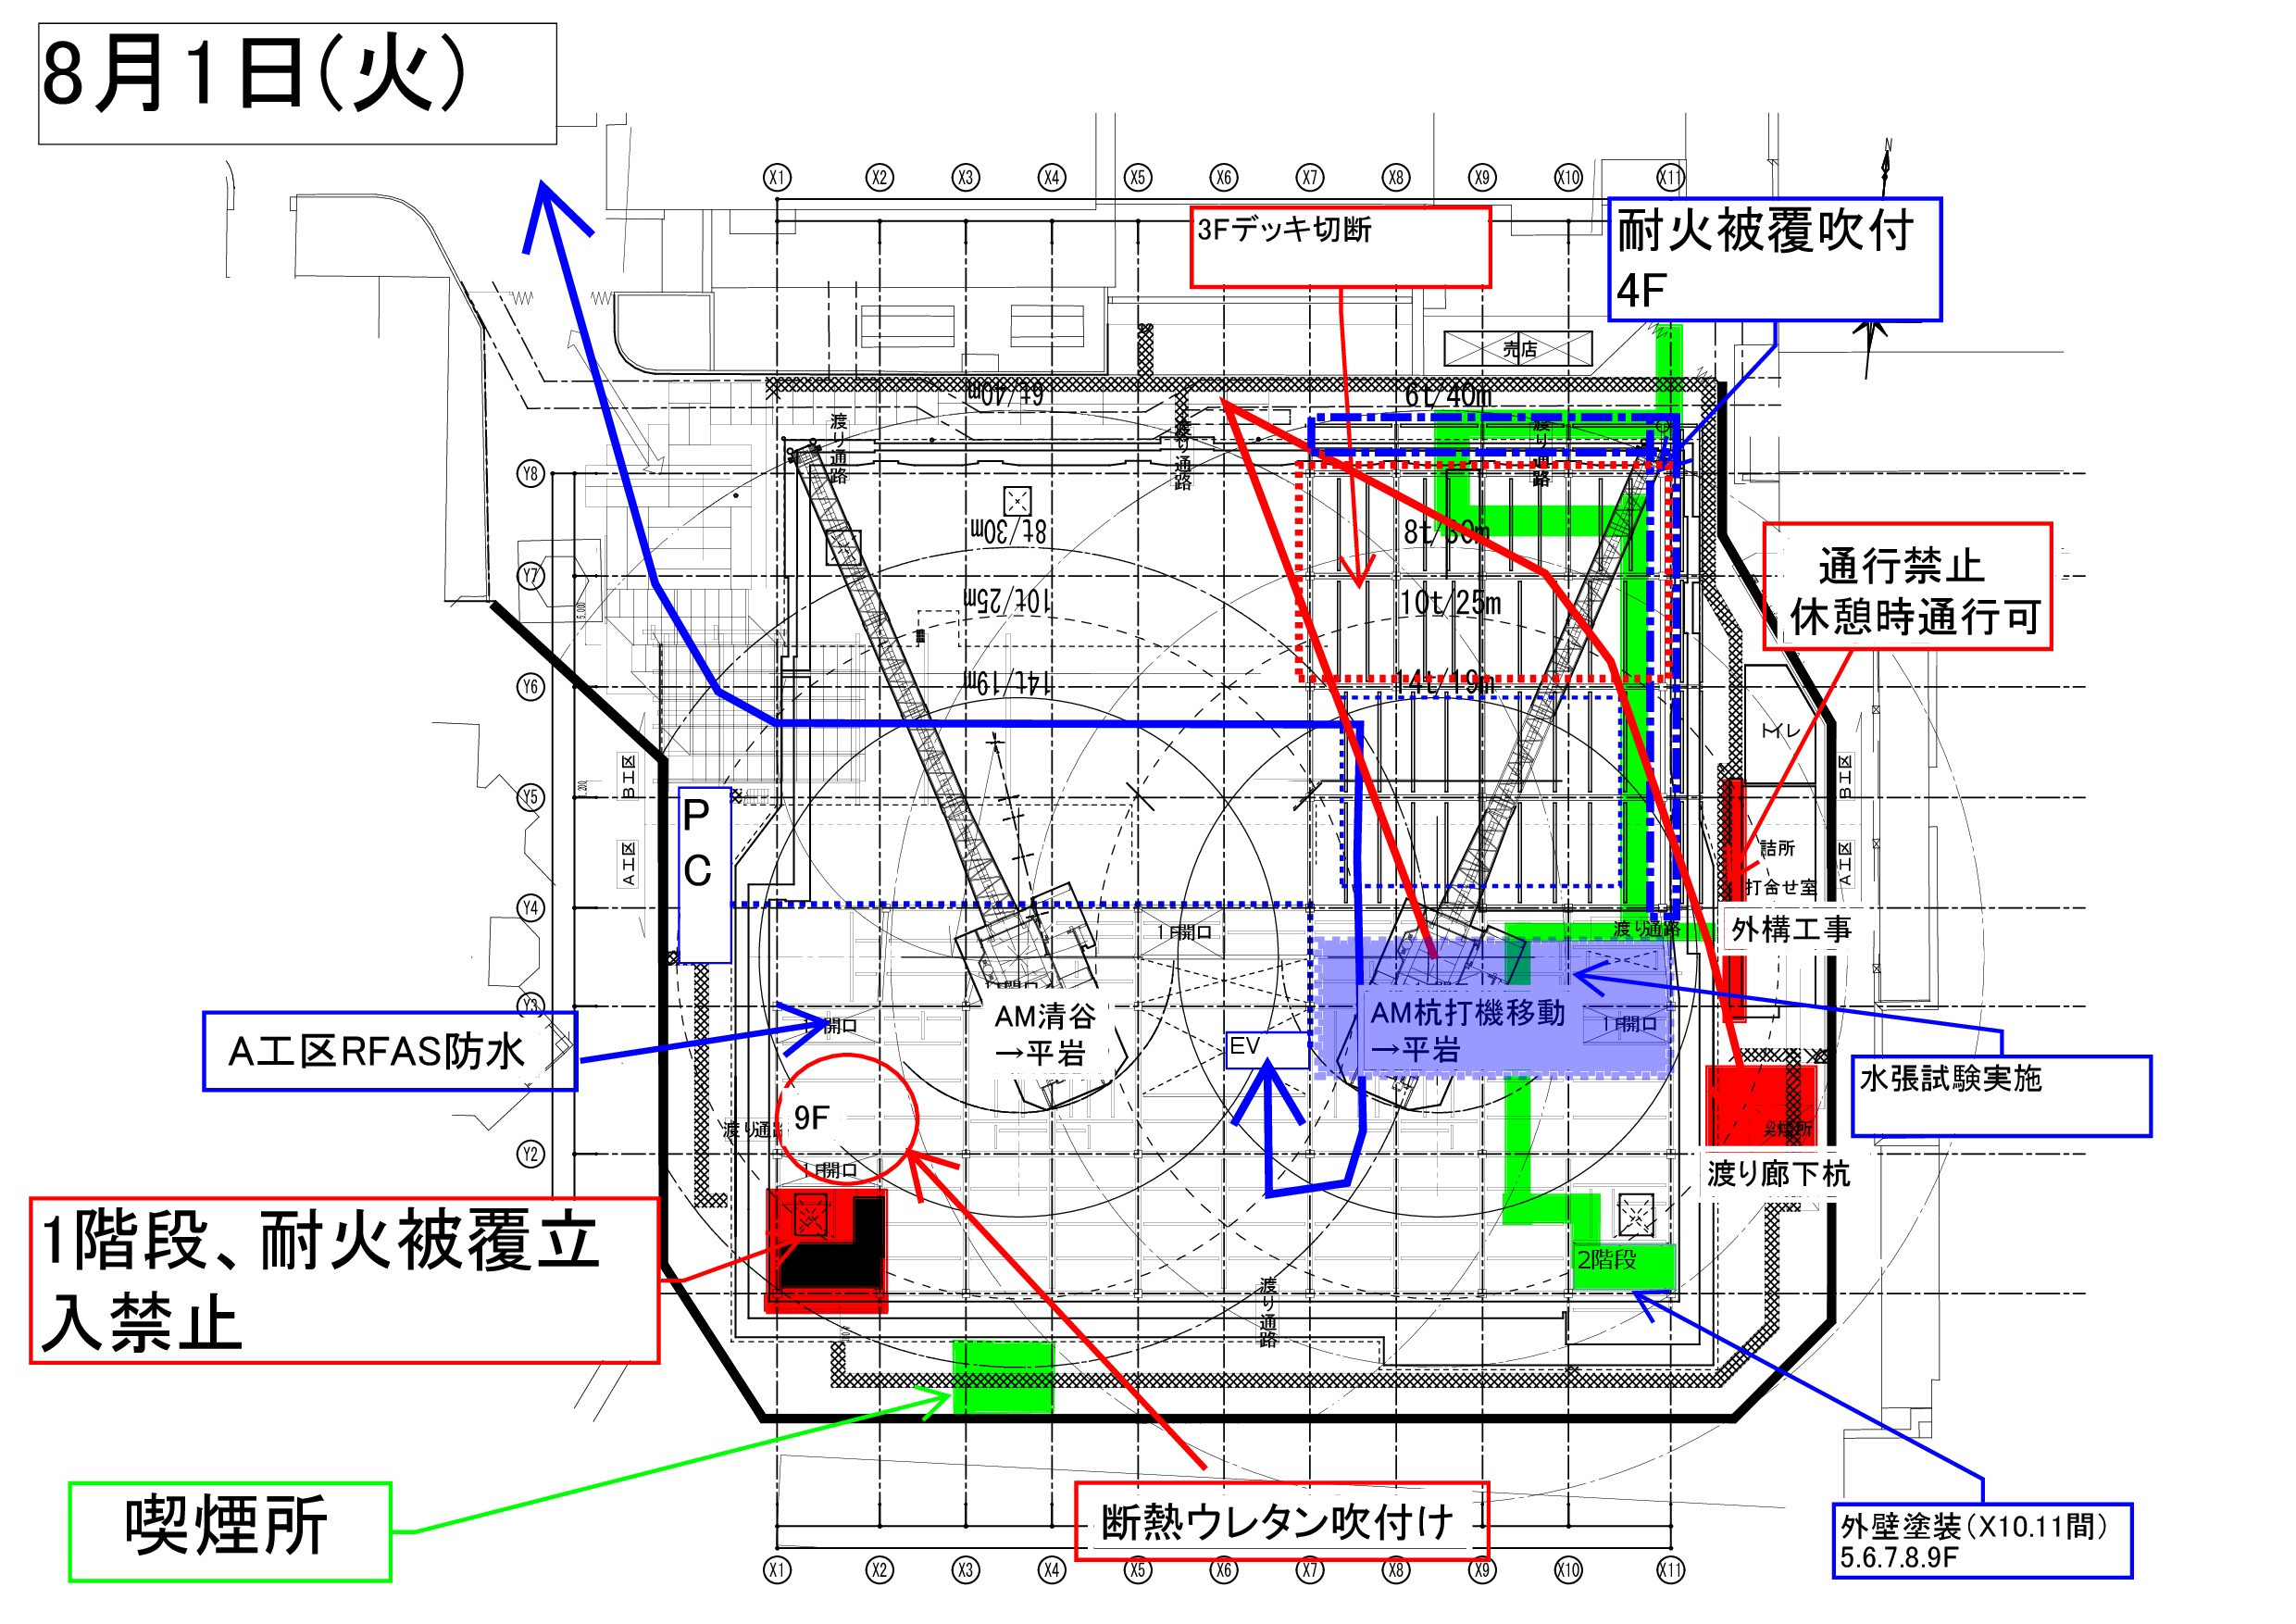 8月1日(火)
N
X1 X2 X3 X4 X5 X6 X7 X8 X9 X10 X11
3Fデッキ切断
耐火被覆吹付
4F
売店
6t/40m
6t/40m
渡り通路
渡り通路
渡り通路
Y8
8t/30m
8t/30m
通行禁止
休憩時通行可
Y7
10t/25m
10t/25m
Y6
14t/19m
14t/19m
トイレ
B工区
B工区
Y5
PC
A工区
A工区
詰所
打合せ室
Y4
1F開口
渡り通路
外構工事
Y3
A工区RFAS防水
1F開口
AM清谷
→平岩
EV
AM杭打機移動
→平岩
1F開口
水張試験実施
9F
渡り通路
喫煙所
Y2
1F開口
渡り廊下杭
1階段、耐火被覆立
入禁止
2階段
渡り通路
喫煙所
断熱ウレタン吹付け
外壁塗装(X10.11間)
5.6.7.8.9F
X1 X2 X3 X4 X5 X6 X7 X8 X9 X10 X11